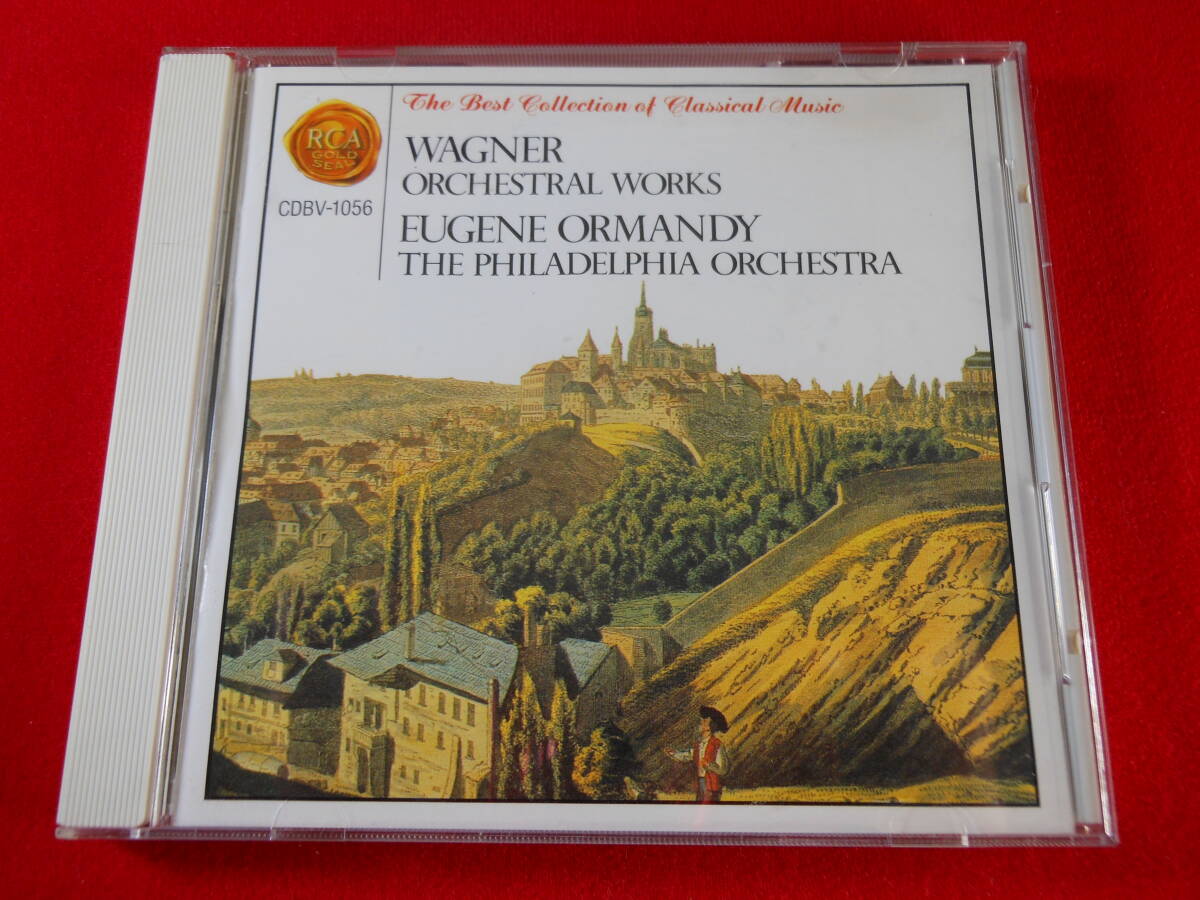 The Best Collection of Classical Music
RCA
GOLD
SEAL
CDBV-1056
WAGNER
ORCHESTRAL WORKS
EUGENE ORMANDY
THE PHILADELPHIA ORCHESTRA